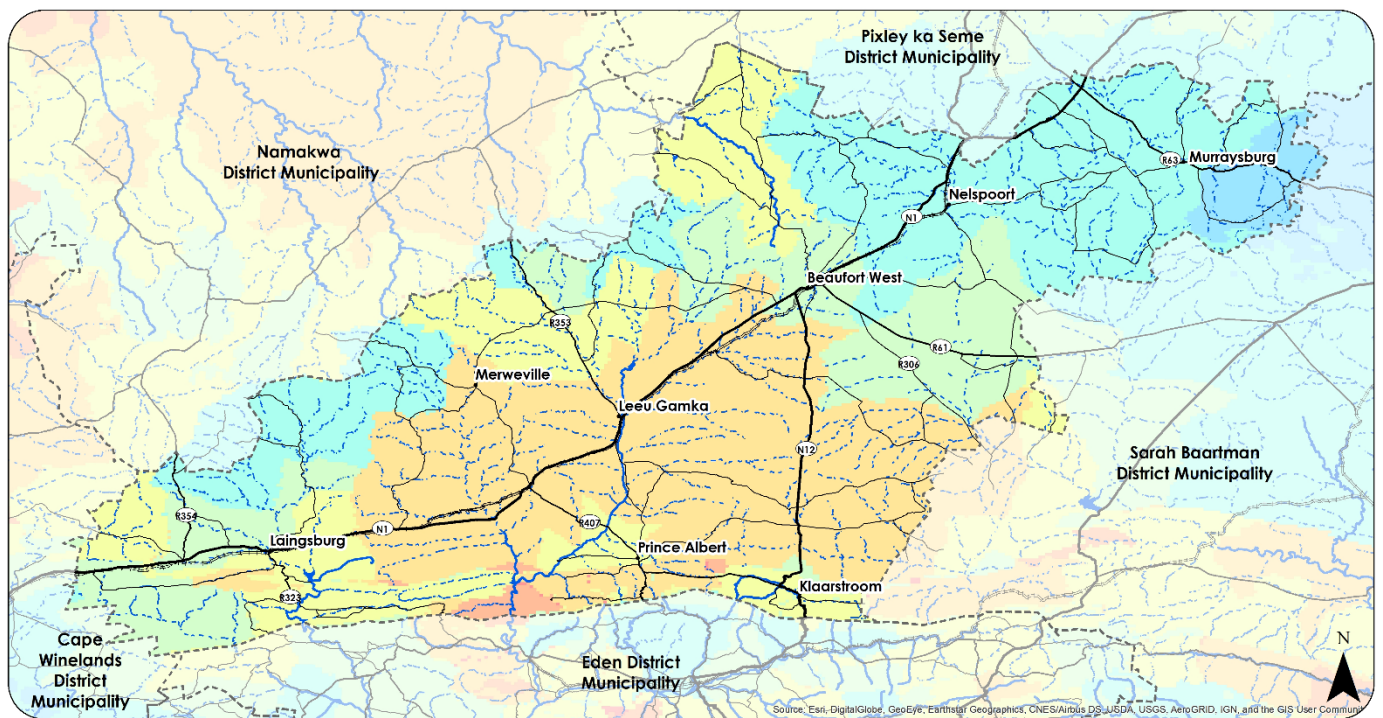 Pixley ka Seme
District Municipality
Namakwa
District Municipality
R63
Murraysburg
Nelspoort
N1
Beaufort West
R353
R61
R306
Merweville
Leeu Gamka
N12
Sarah Baartman
District Municipality
R354
R407
N1
Laingsburg
Prince Albert
Klaarstroom
R323
Cape
Winelands
District
Municipality
Eden District
Municipality
N
Source: Esri, DigitalGlobe, GeoEye, Earthstar Geographics, CNES/Airbus DS, USDA, USGS, AeroGRID, IGN, and the GIS User